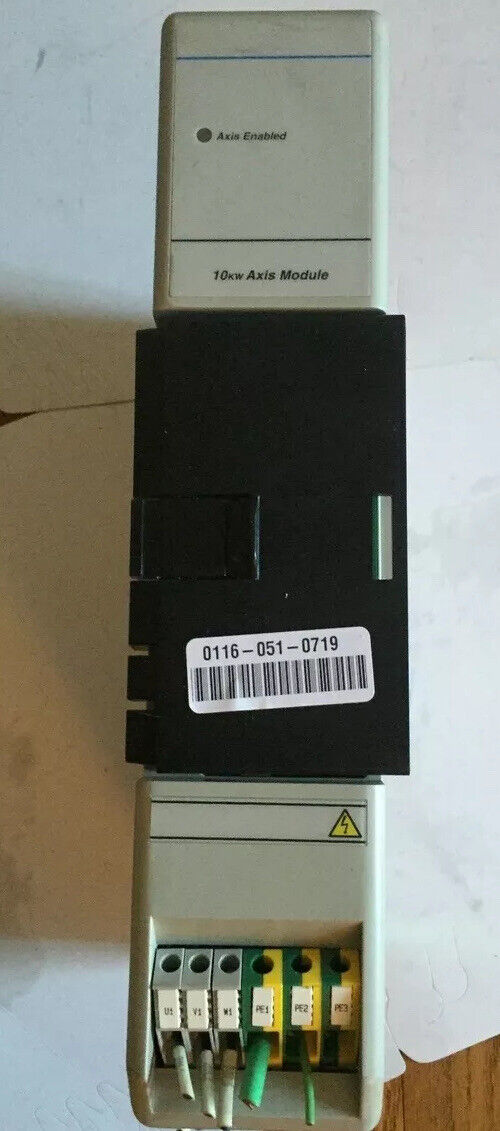 Axis Enabled
10KW Axis Module
0116-051-0719
U1 V1 W1 PE1 PE2 PE3